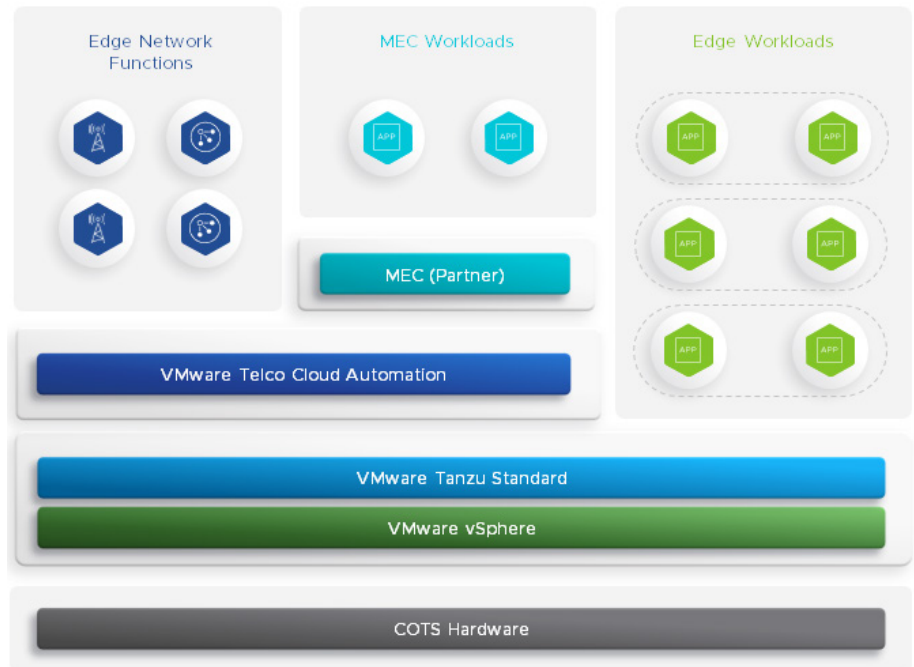 Edge Network
Functions
MEC Workloads
APP
APP
MEC (Partner)
Edge Workloads
APP
APP
APP
APP
APP
APP
VMware Telco Cloud Automation
VMware Tanzu Standard
VMware vSphere
COTS Hardware